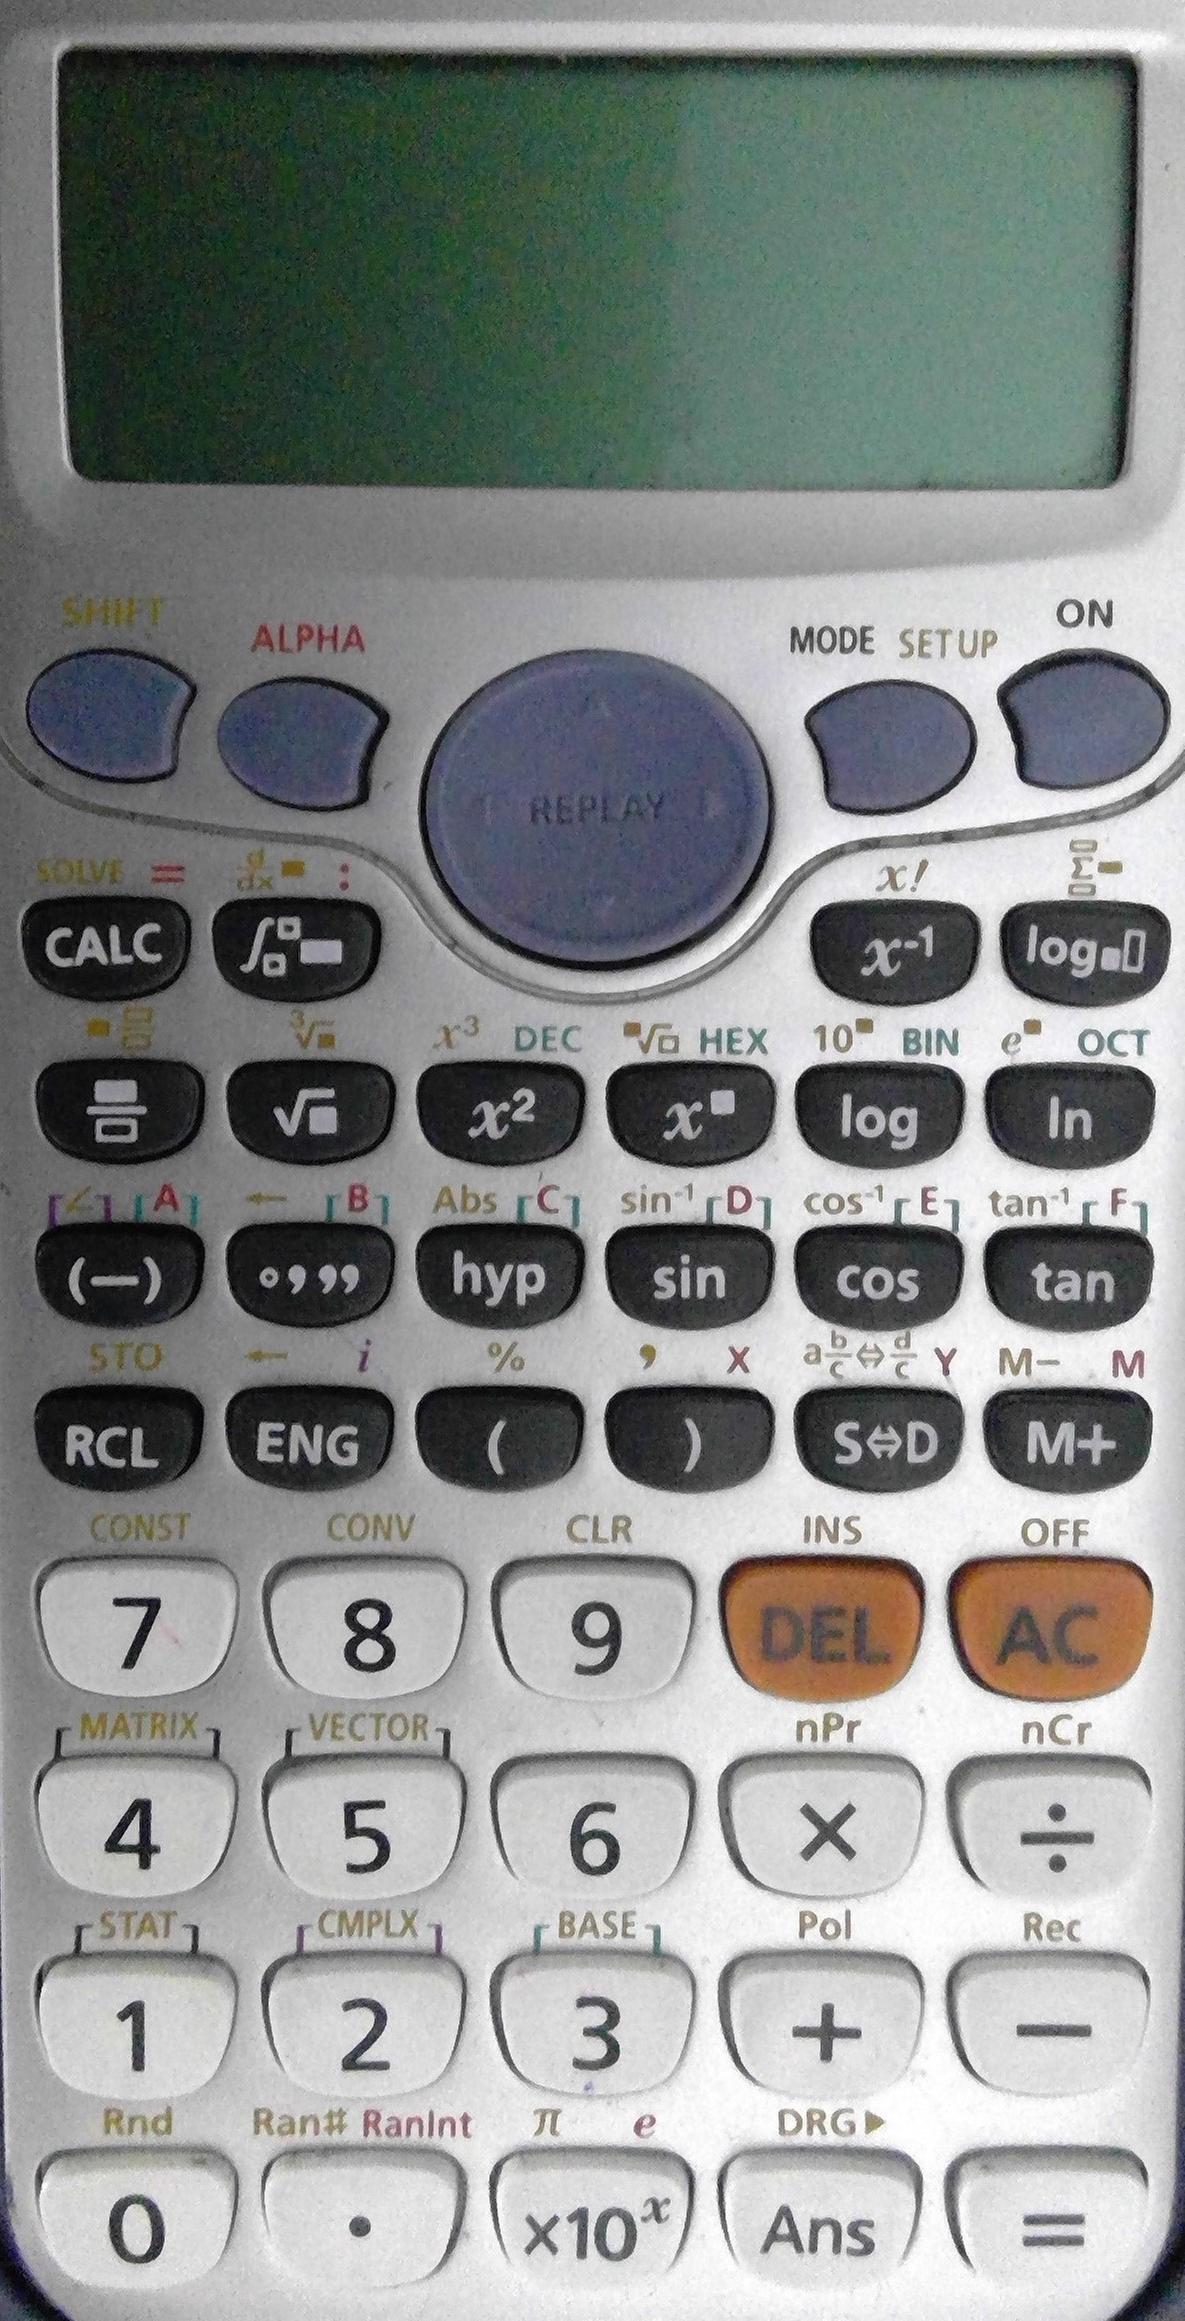 SHIFT ALPHA MODE SETUP ON
REPLAY
SOLVE = d/dx■ : x! Σ
CALC ∫ x⁻¹ log
³√■ x³ DEC ■√□ HEX 10■ BIN e■ OCT
√■ x² x■ log ln
[∠] [A] ← [B] Abs [C] sin⁻¹ [D] cos⁻¹ [E] tan⁻¹ [F]
(—) °,,, hyp sin cos tan
STO ← i % , X a b/c⇔d/c Y M− M
RCL ENG ( ) S⇔D M+
CONST CONV CLR INS OFF
7 8 9 DEL AC
MATRIX VECTOR nPr nCr
4 5 6 × ÷
STAT CMPLX BASE Pol Rec
1 2 3 + −
Rnd Ran# RanInt π e DRG▶
0 . ×10ˣ Ans =